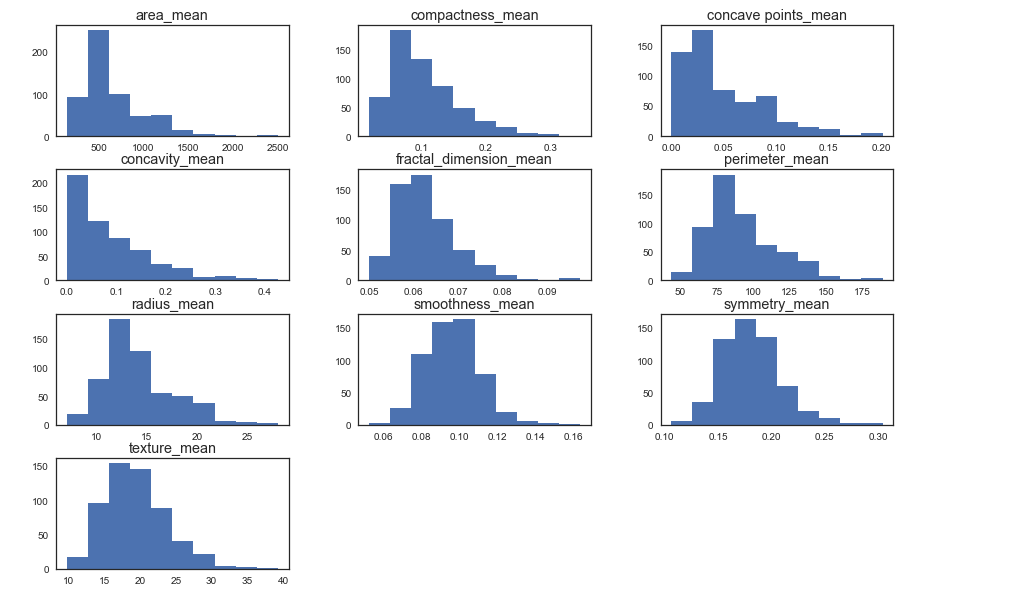 area_mean
compactness_mean
concave points_mean
200
100
0
500 1000 1500 2000 2500
150
100
50
0
0.1 0.2 0.3
150
100
50
0
0.00 0.05 0.10 0.15 0.20
concavity_mean
fractal_dimension_mean
perimeter_mean
200
150
100
50
0
0.0 0.1 0.2 0.3 0.4
150
100
50
0
0.05 0.06 0.07 0.08 0.09
150
100
50
0
50 75 100 125 150 175
radius_mean
smoothness_mean
symmetry_mean
150
100
50
0
10 15 20 25
150
100
50
0
0.06 0.08 0.10 0.12 0.14 0.16
150
100
50
0
0.10 0.15 0.20 0.25 0.30
texture_mean
150
100
50
0
10 15 20 25 30 35 40